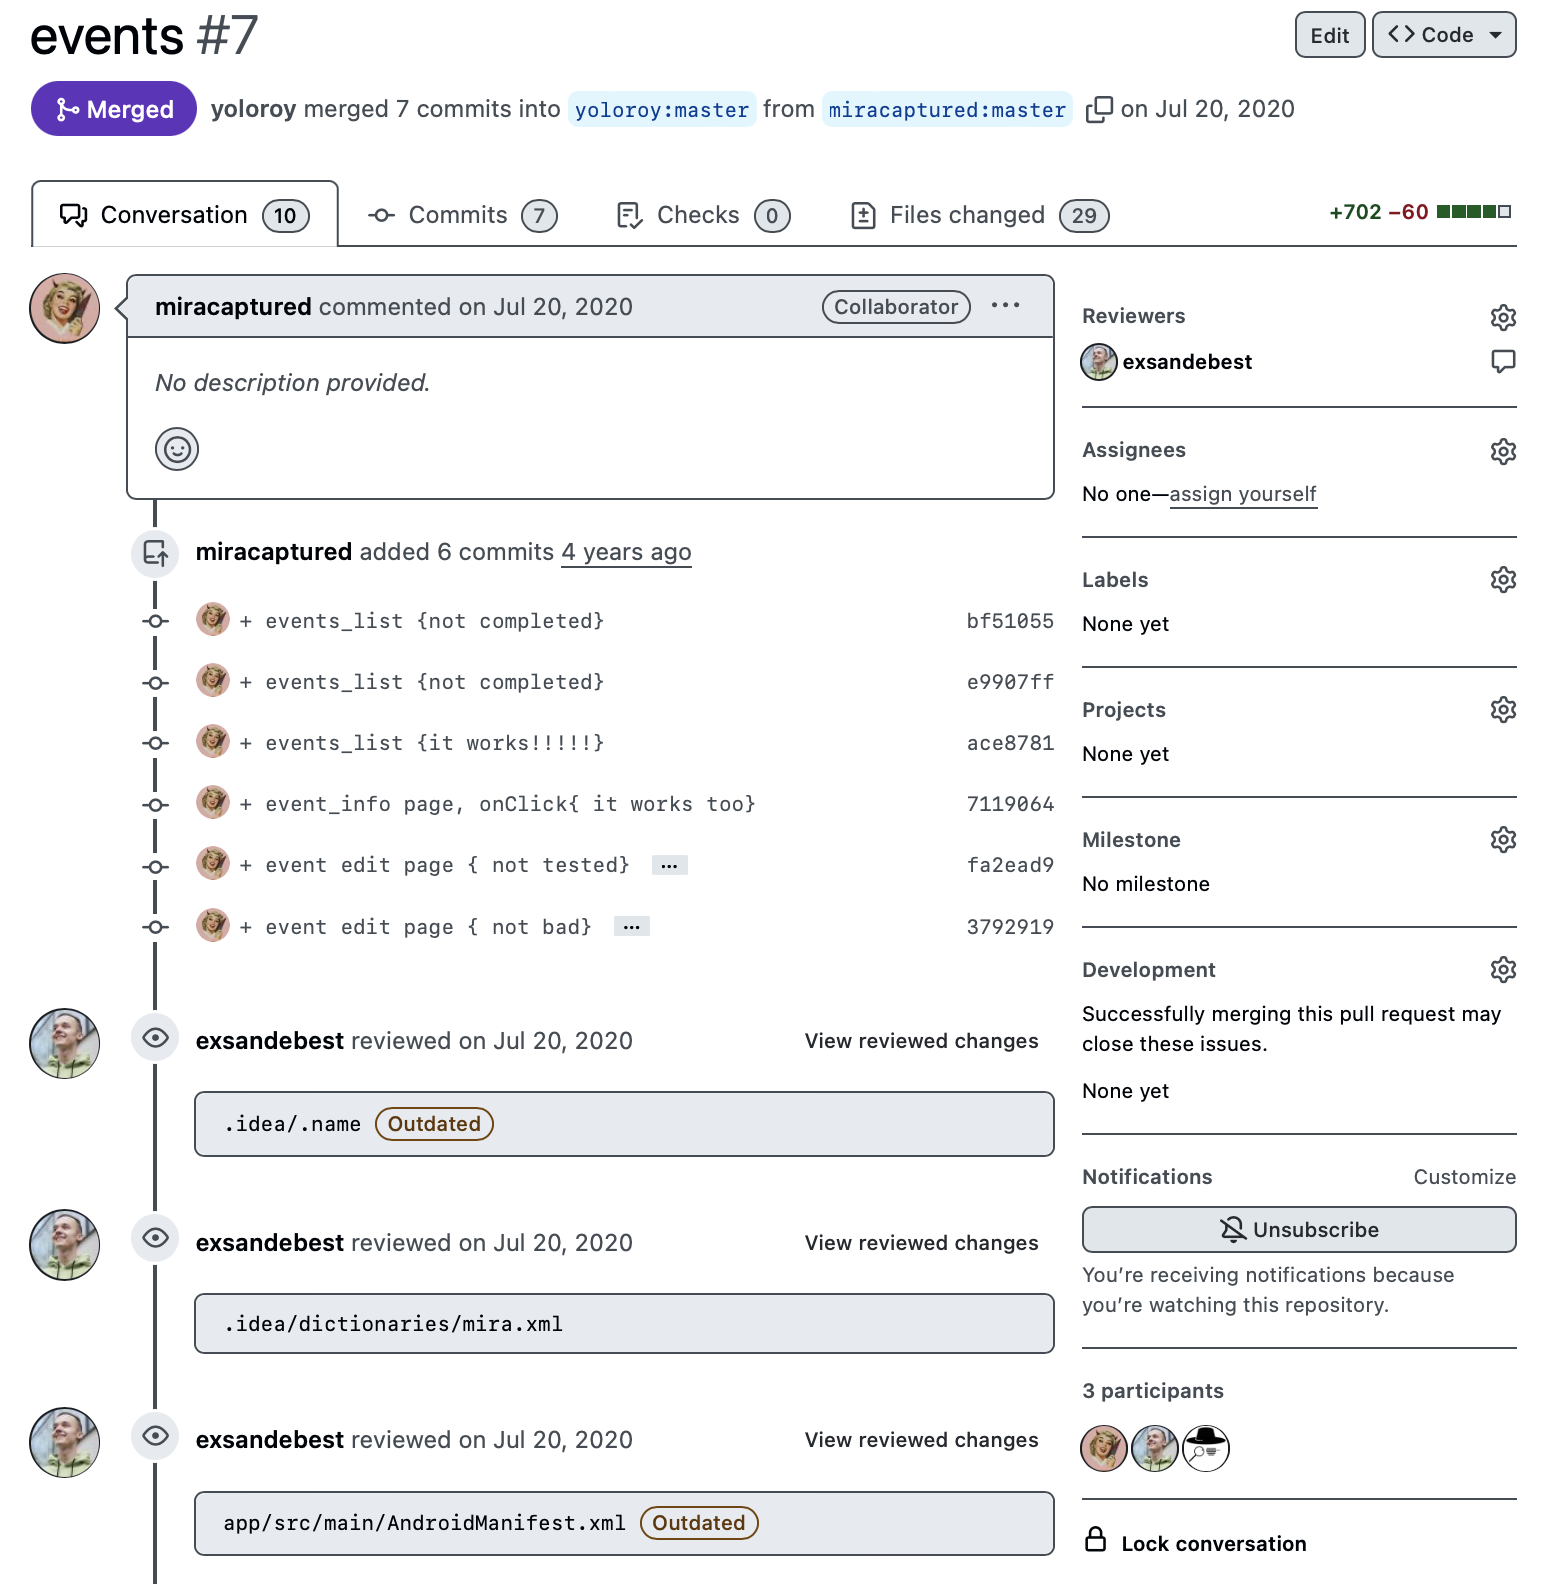 events #7
Edit
Code
Merged
yoloroy merged 7 commits into yoloroy:master from miracaptured:master on Jul 20, 2020
Conversation 10
Commits 7
Checks 0
Files changed 29
+702 −60
miracaptured commented on Jul 20, 2020
Collaborator
No description provided.
miracaptured added 6 commits 4 years ago
+ events_list {not completed} bf51055
+ events_list {not completed} e9907ff
+ events_list {it works!!!!!} ace8781
+ event_info page, onClick{ it works too} 7119064
+ event edit page { not tested} ... fa2ead9
+ event edit page { not bad} ... 3792919
exsandebest reviewed on Jul 20, 2020
View reviewed changes
.idea/.name Outdated
exsandebest reviewed on Jul 20, 2020
View reviewed changes
.idea/dictionaries/mira.xml
exsandebest reviewed on Jul 20, 2020
View reviewed changes
app/src/main/AndroidManifest.xml Outdated
Reviewers
exsandebest
Assignees
No one—assign yourself
Labels
None yet
Projects
None yet
Milestone
No milestone
Development
Successfully merging this pull request may
close these issues.
None yet
Notifications
Customize
Unsubscribe
You’re receiving notifications because
you’re watching this repository.
3 participants
Lock conversation